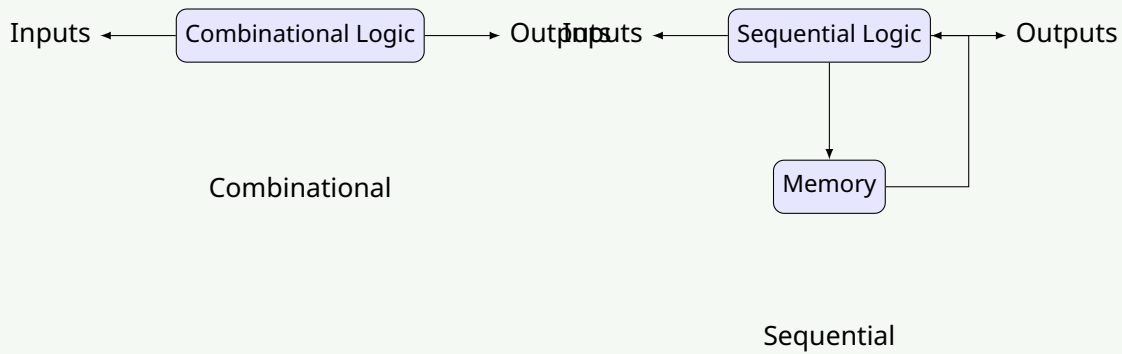 Inputs
Combinational Logic
Outputs
Inputs
Sequential Logic
Outputs
Combinational
Memory
Sequential